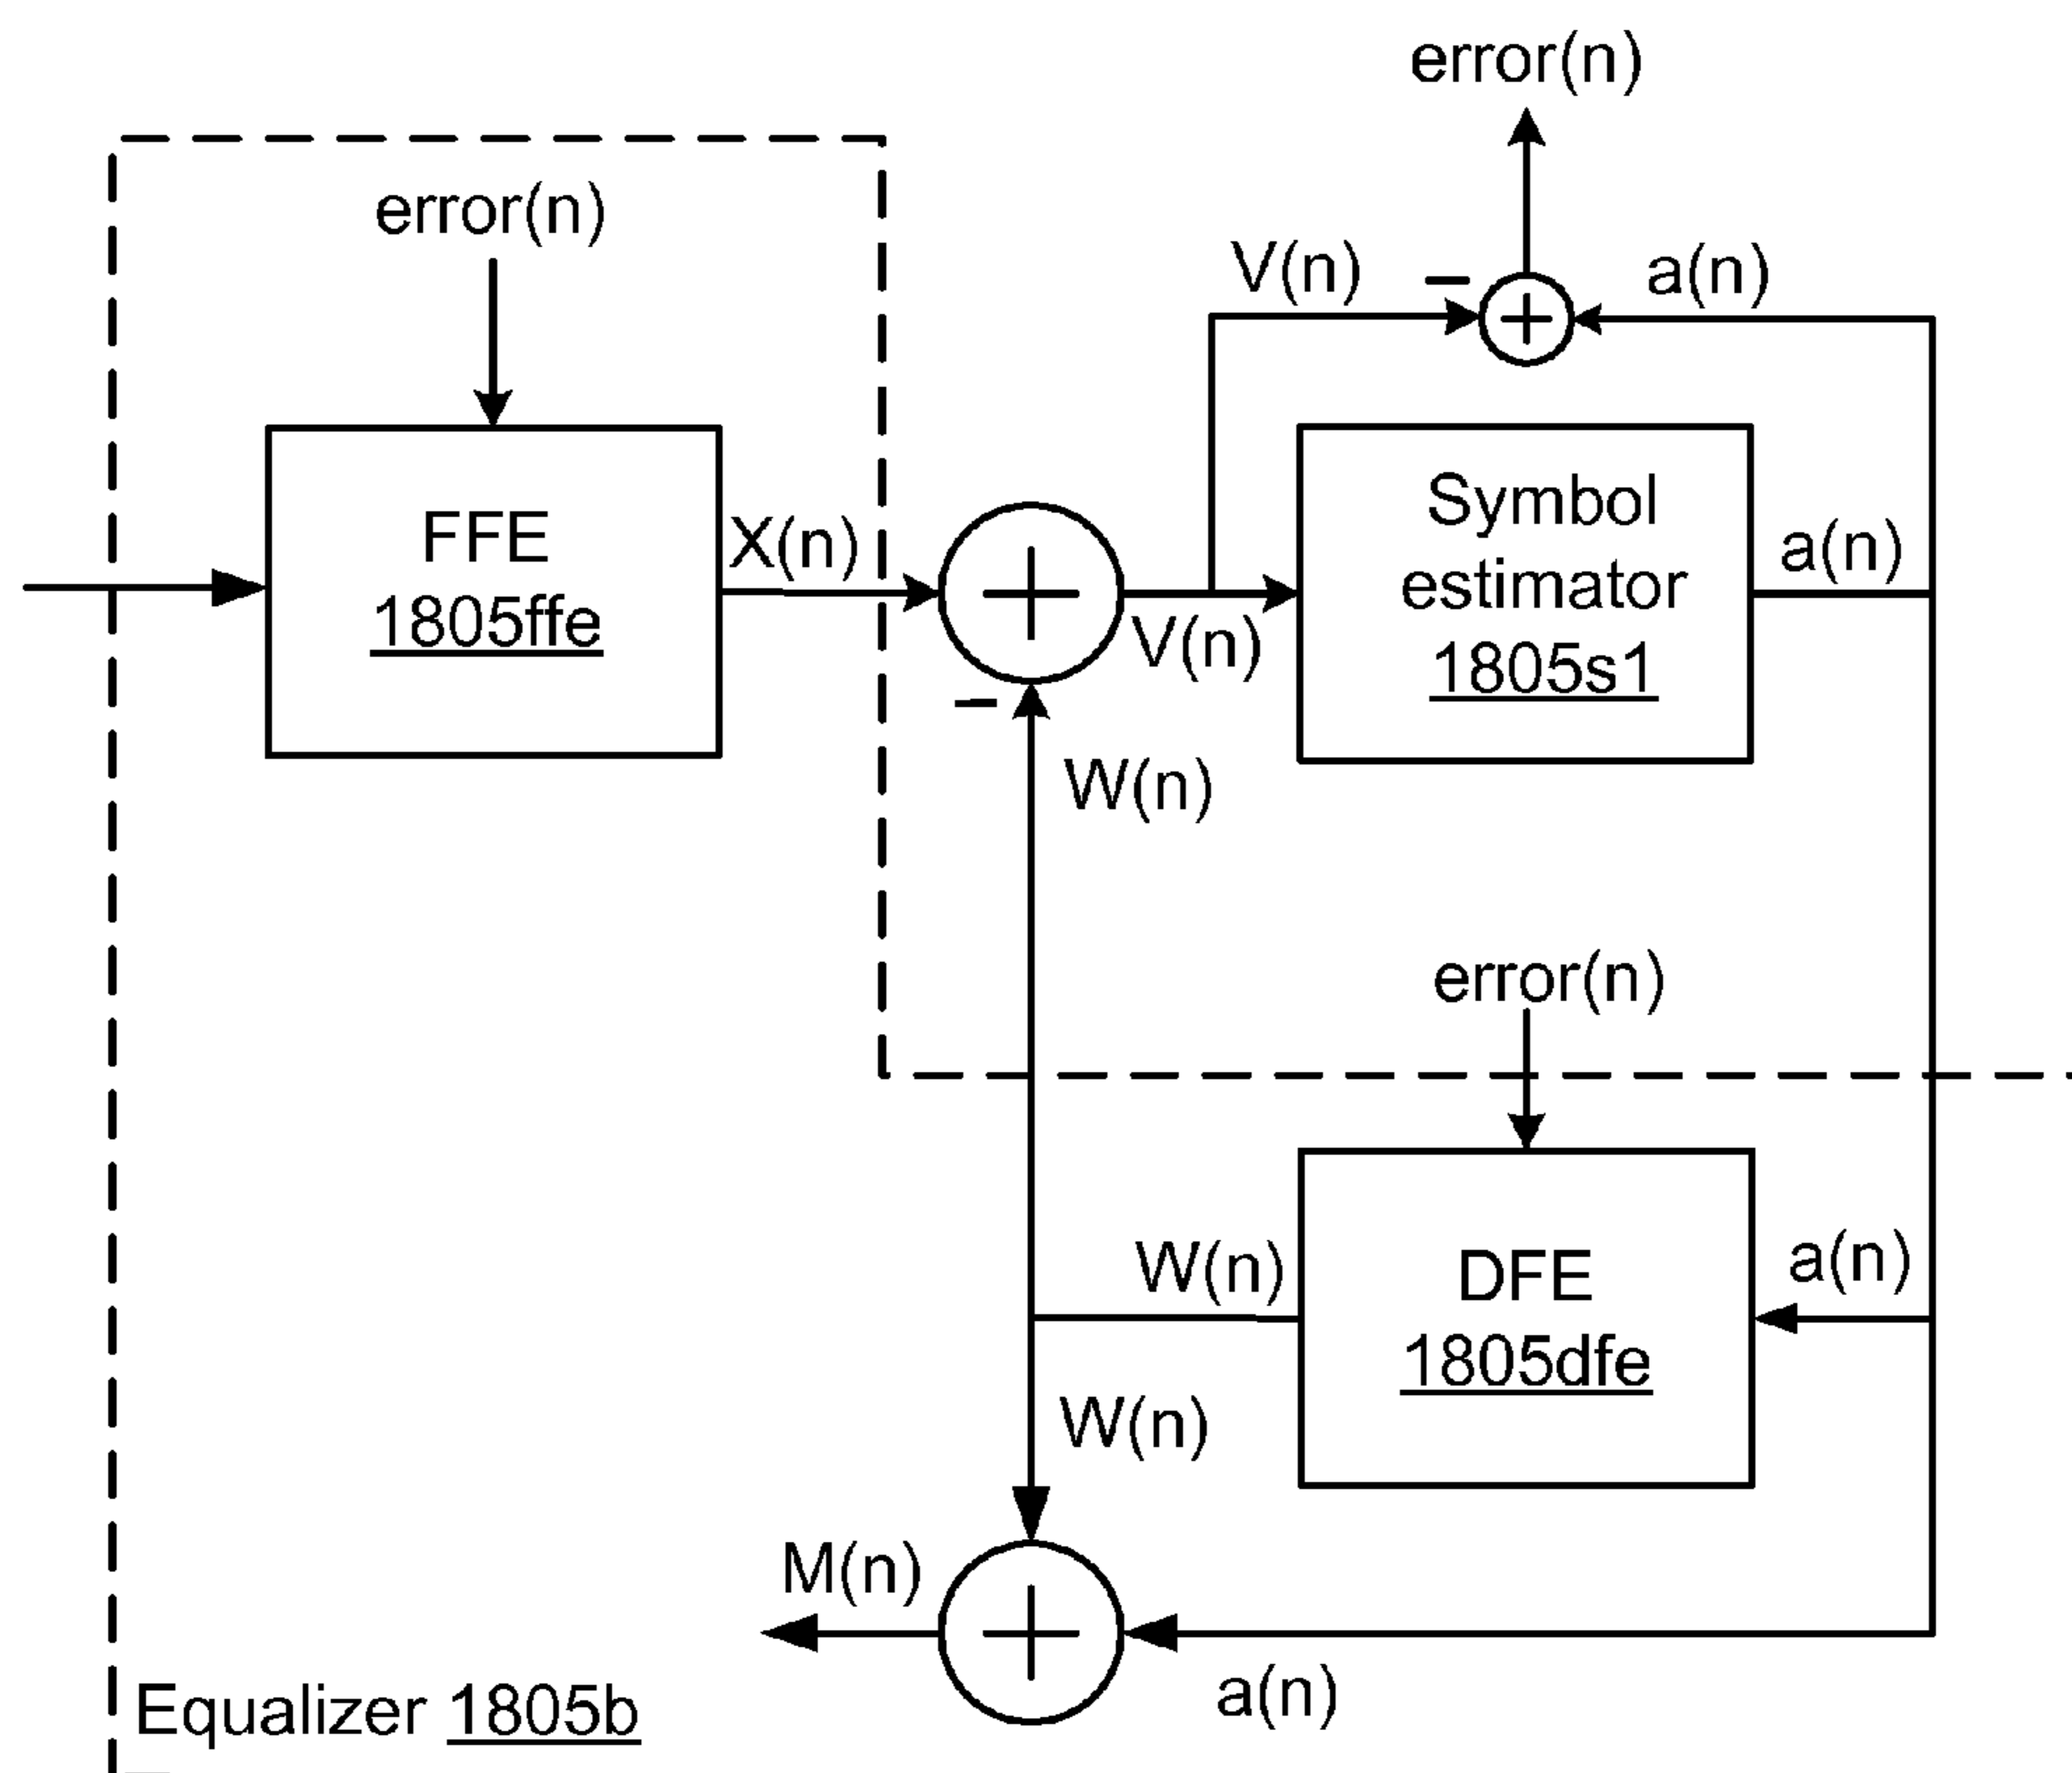 error(n)
error(n)
V(n)
−
a(n)
FFE
1805ffe
X(n)
Symbol
estimator
1805s1
a(n)
V(n)
−
W(n)
error(n)
W(n)
DFE
1805dfe
a(n)
W(n)
M(n)
a(n)
Equalizer 1805b